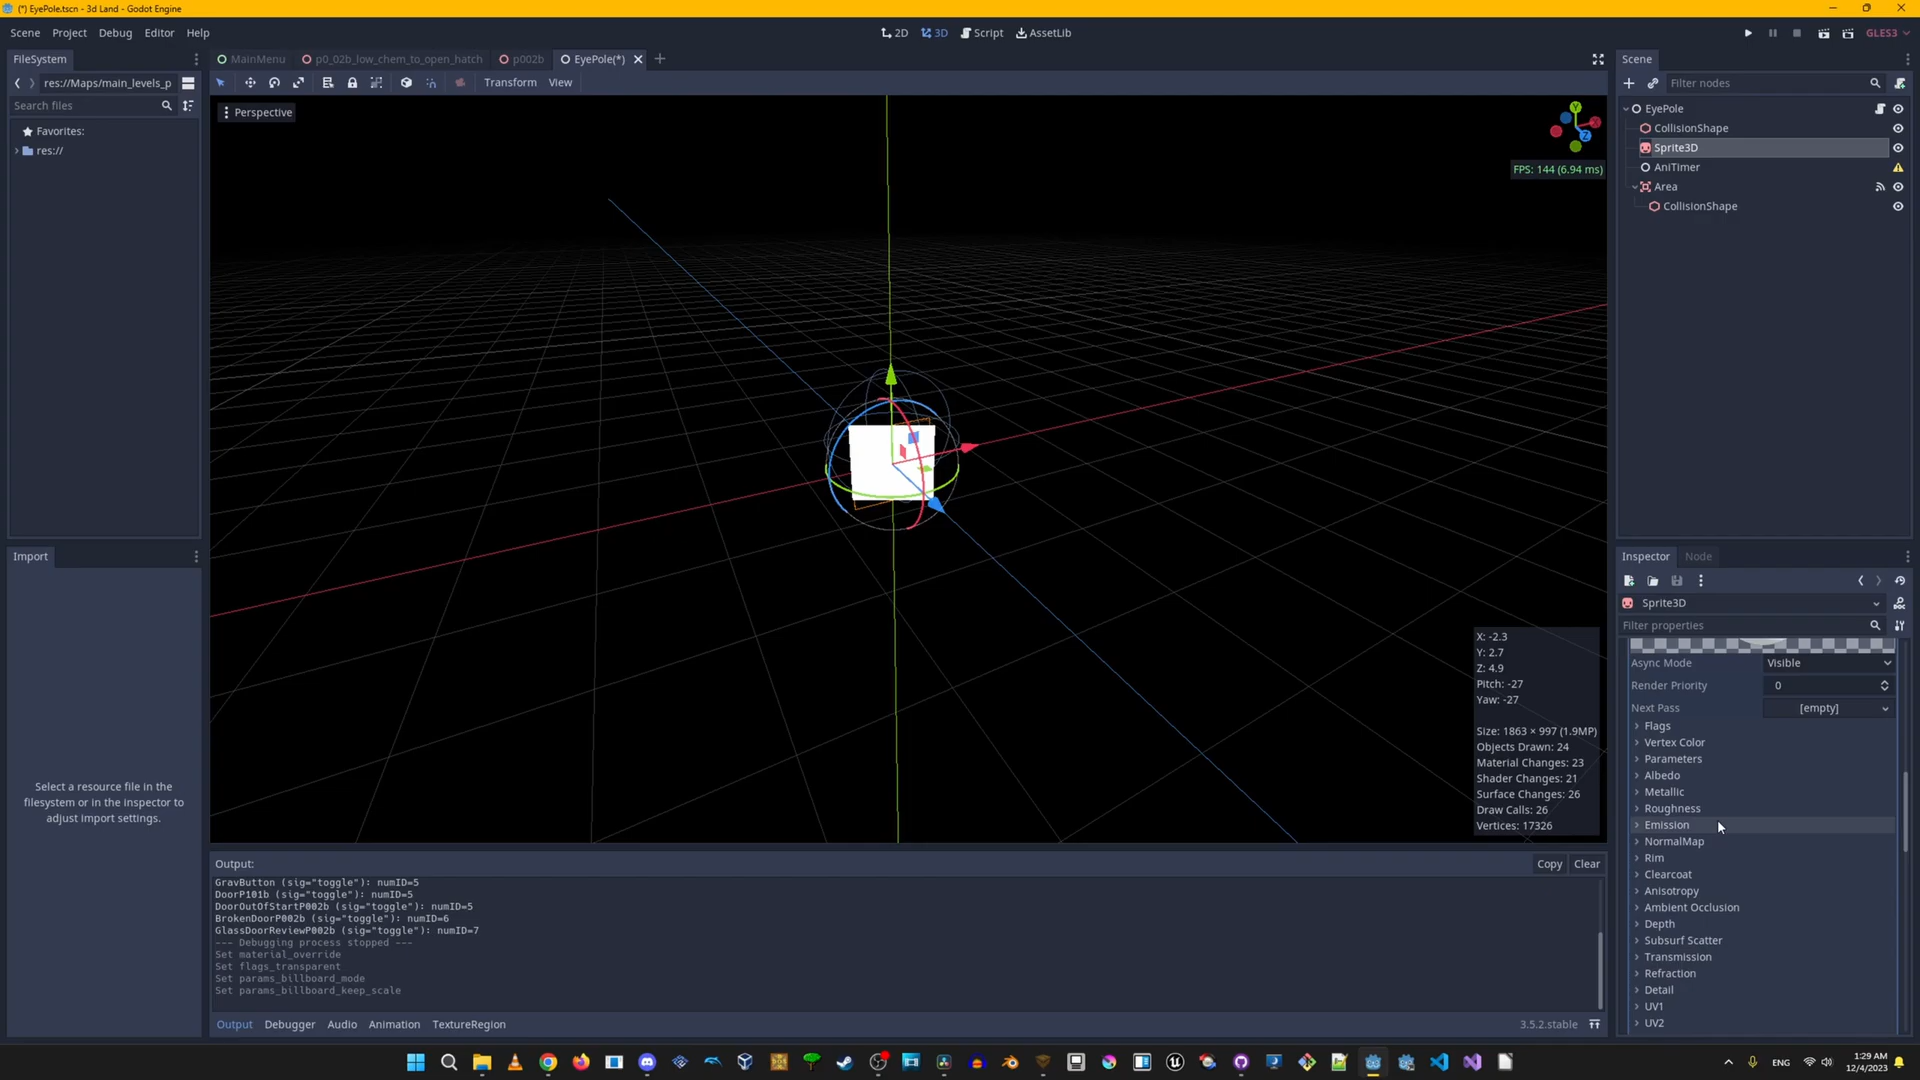 (*) EyePole.tscn - 3d Land - Godot Engine
Scene Project Debug Editor Help
2D 3D Script AssetLib
GLES3
FileSystem
res://Maps/main_levels_p
Search files
Favorites:
res://
Import
Select a resource file in the
filesystem or in the inspector to
adjust import settings.
MainMenu p0_02b_low_chem_to_open_hatch p002b EyePole(*)
Transform View
Perspective
FPS: 144 (6.94 ms)
X: -2.3
Y: 2.7
Z: 4.9
Pitch: -27
Yaw: -27
Size: 1863 × 997 (1.9MP)
Objects Drawn: 24
Material Changes: 23
Shader Changes: 21
Surface Changes: 26
Draw Calls: 26
Vertices: 17326
Output:
Copy Clear
GravButton (sig="toggle"): numID=5
DoorP101b (sig="toggle"): numID=5
DoorOutOfStartP002b (sig="toggle"): numID=5
BrokenDoorP002b (sig="toggle"): numID=6
GlassDoorReviewP002b (sig="toggle"): numID=7
--- Debugging process stopped ---
Set material_override
Set flags_transparent
Set params_billboard_mode
Set params_billboard_keep_scale
Output Debugger Audio Animation TextureRegion
3.5.2.stable
Scene
Filter nodes
EyePole
CollisionShape
Sprite3D
AniTimer
Area
CollisionShape
Inspector Node
Sprite3D
Filter properties
Async Mode Visible
Render Priority 0
Next Pass [empty]
Flags
Vertex Color
Parameters
Albedo
Metallic
Roughness
Emission
NormalMap
Rim
Clearcoat
Anisotropy
Ambient Occlusion
Depth
Subsurf Scatter
Transmission
Refraction
Detail
UV1
UV2
ENG
1:29 AM
12/4/2023